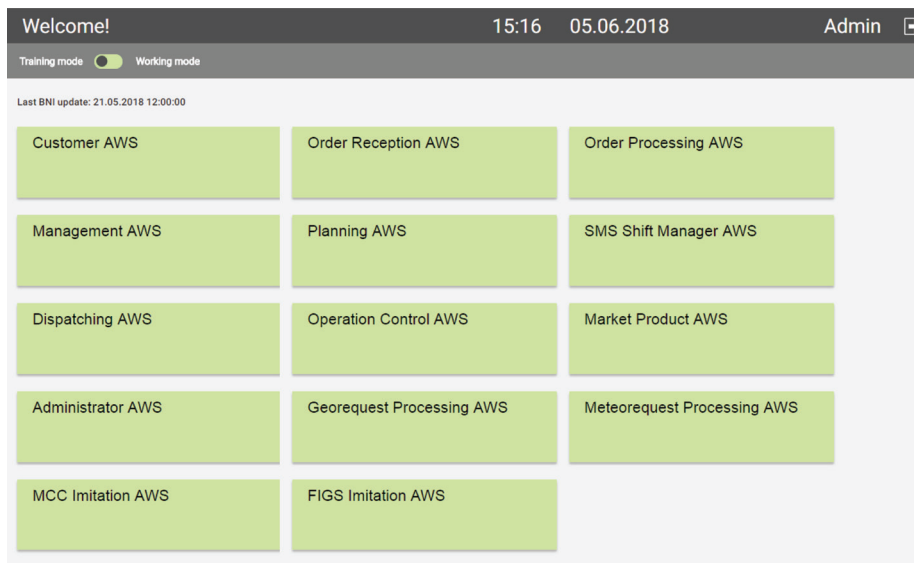 Welcome! 15:16 05.06.2018 Admin
Training mode Working mode
Last BNI update: 21.05.2018 12:00:00
Customer AWS Order Reception AWS Order Processing AWS
Management AWS Planning AWS SMS Shift Manager AWS
Dispatching AWS Operation Control AWS Market Product AWS
Administrator AWS Georequest Processing AWS Meteorequest Processing AWS
MCC Imitation AWS FIGS Imitation AWS